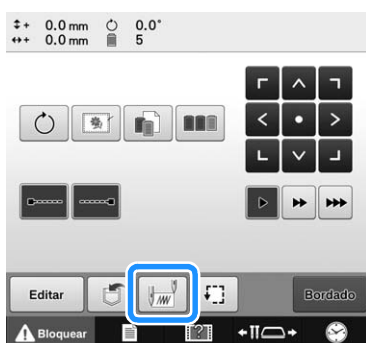 + 0.0 mm 0.0°
+ 0.0 mm 5
Editar
Bordado
Bloquear
?